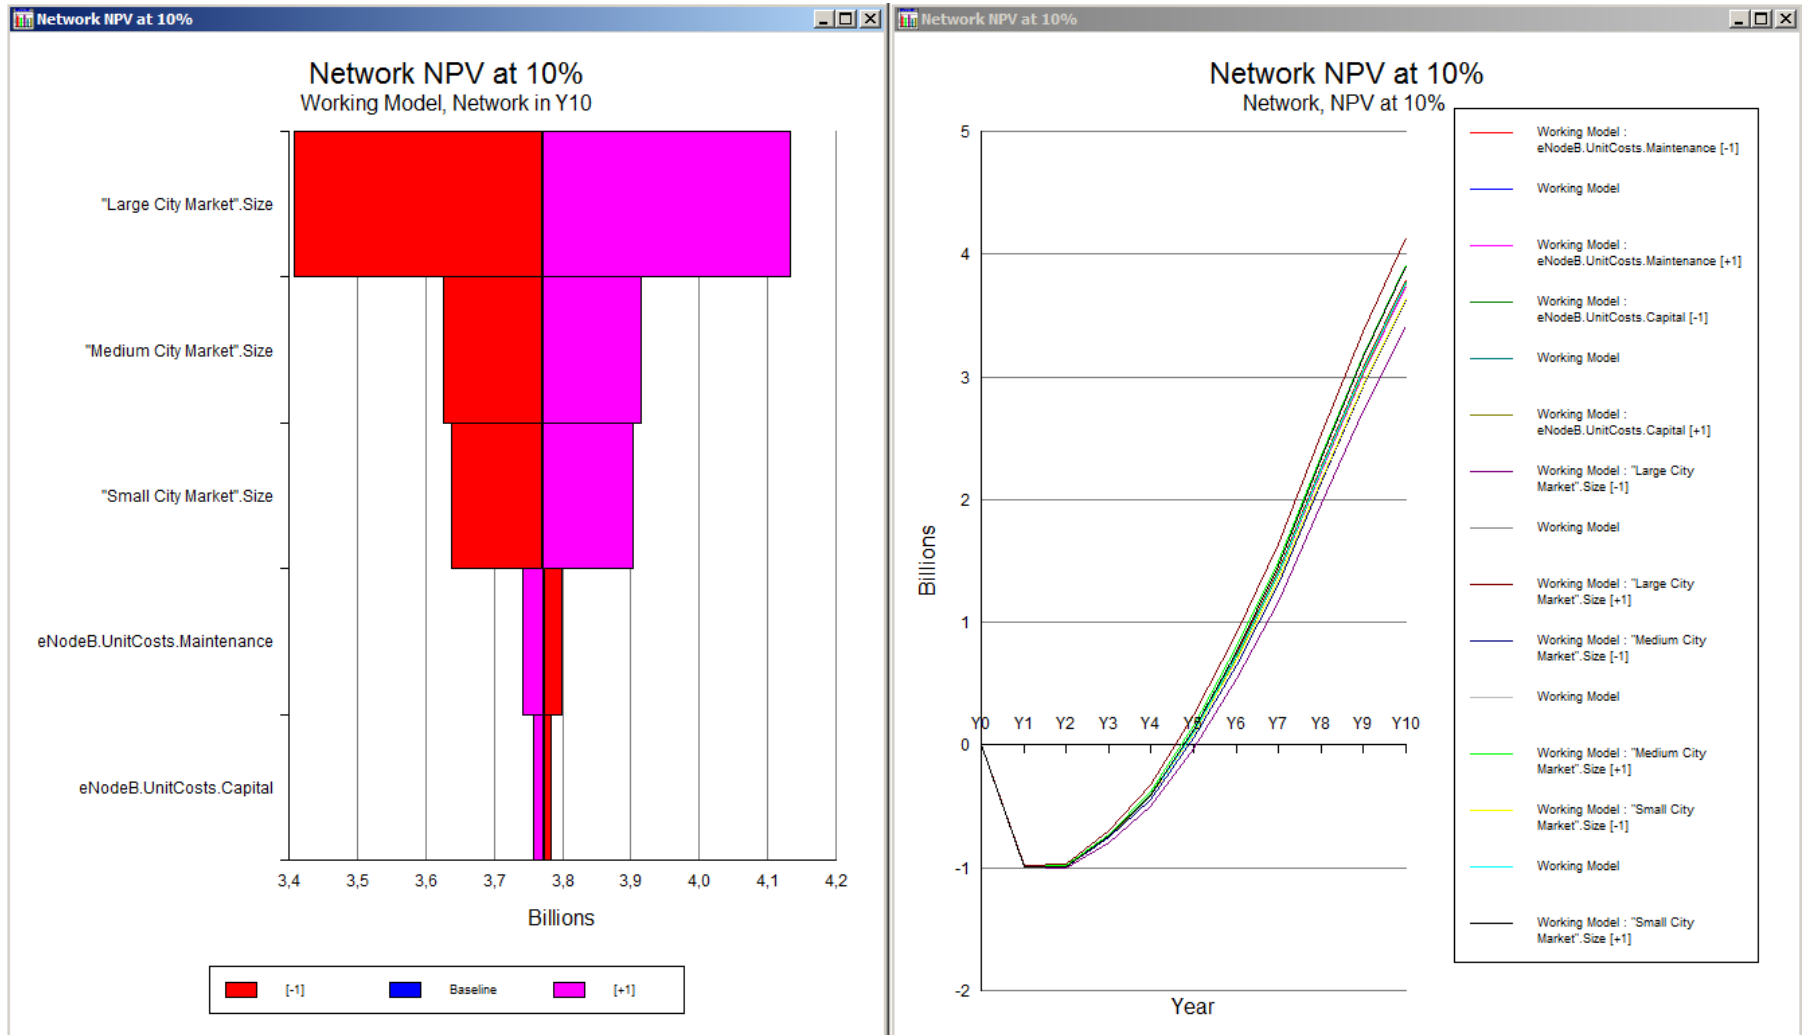 Network NPV at 10%
Network NPV at 10%
Working Model, Network in Y10
"Large City Market".Size
"Medium City Market".Size
"Small City Market".Size
eNodeB.UnitCosts.Maintenance
eNodeB.UnitCosts.Capital
3,4 3,5 3,6 3,7 3,8 3,9 4,0 4,1 4,2
Billions
[-1] Baseline [+1]
Network NPV at 10%
Network NPV at 10%
Network, NPV at 10%
5
4
3
2
1
0
-1
-2
Billions
Y0 Y1 Y2 Y3 Y4 Y5 Y6 Y7 Y8 Y9 Y10
Year
Working Model :
eNodeB.UnitCosts.Maintenance [-1]
Working Model
Working Model :
eNodeB.UnitCosts.Maintenance [+1]
Working Model :
eNodeB.UnitCosts.Capital [-1]
Working Model
Working Model :
eNodeB.UnitCosts.Capital [+1]
Working Model : "Large City
Market".Size [-1]
Working Model
Working Model : "Large City
Market".Size [+1]
Working Model : "Medium City
Market".Size [-1]
Working Model
Working Model : "Medium City
Market".Size [+1]
Working Model : "Small City
Market".Size [-1]
Working Model
Working Model : "Small City
Market".Size [+1]